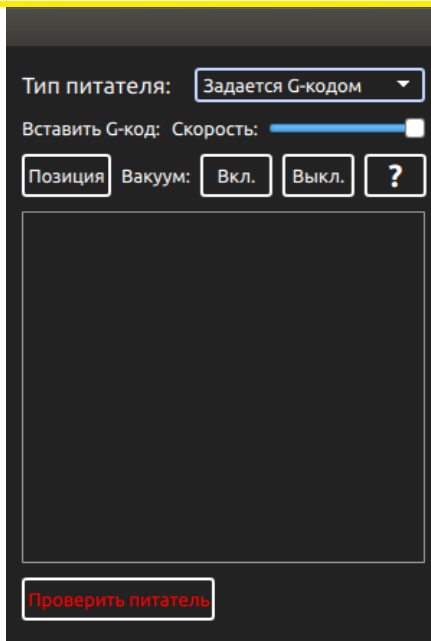 Тип питателя: Задается G-кодом
Вставить G-код: Скорость:
Позиция Вакуум: Вкл. Выкл. ?
Проверить питатель